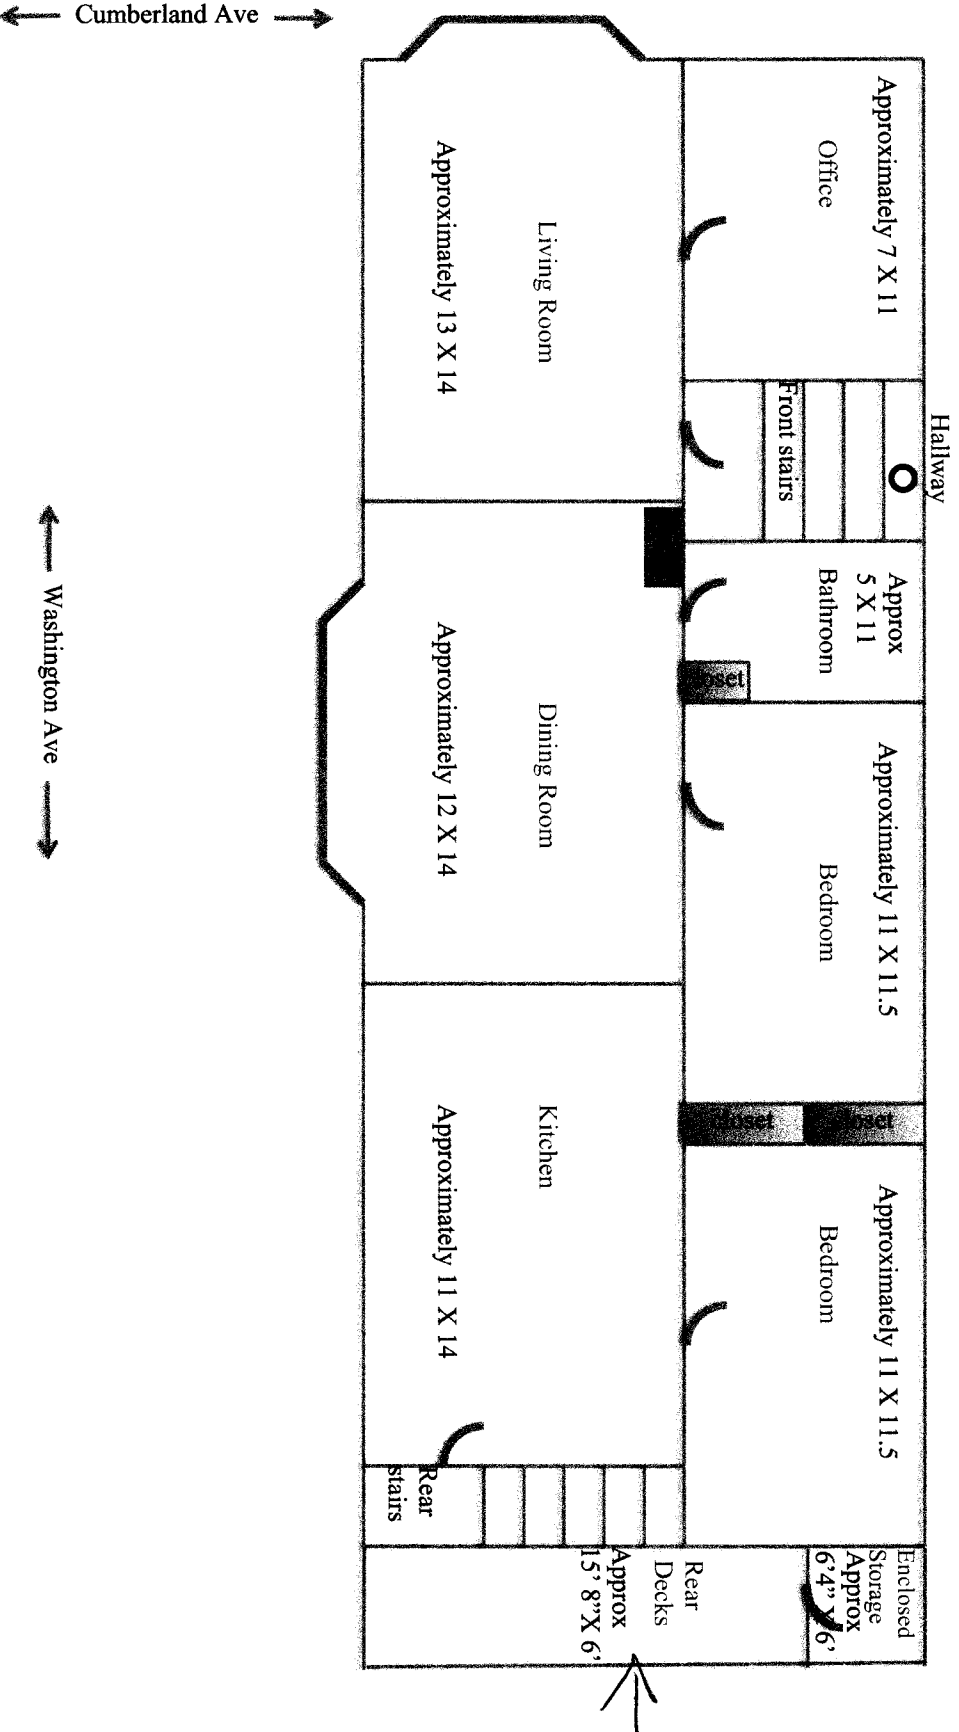 Cumberland Ave
Approximately 7 X 11
Office
Living Room
Approximately 13 X 14
Hallway
Front stairs
Approx
5 X 11
Bathroom
closet
Washington Ave
Dining Room
Approximately 12 X 14
Approximately 11 X 11.5
Bedroom
closet
closet
Kitchen
Approximately 11 X 14
Approximately 11 X 11.5
Bedroom
Rear
stairs
Rear
Decks
Approx
15' 8"X 6'
Enclosed
Storage
Approx
6'4" X 6'